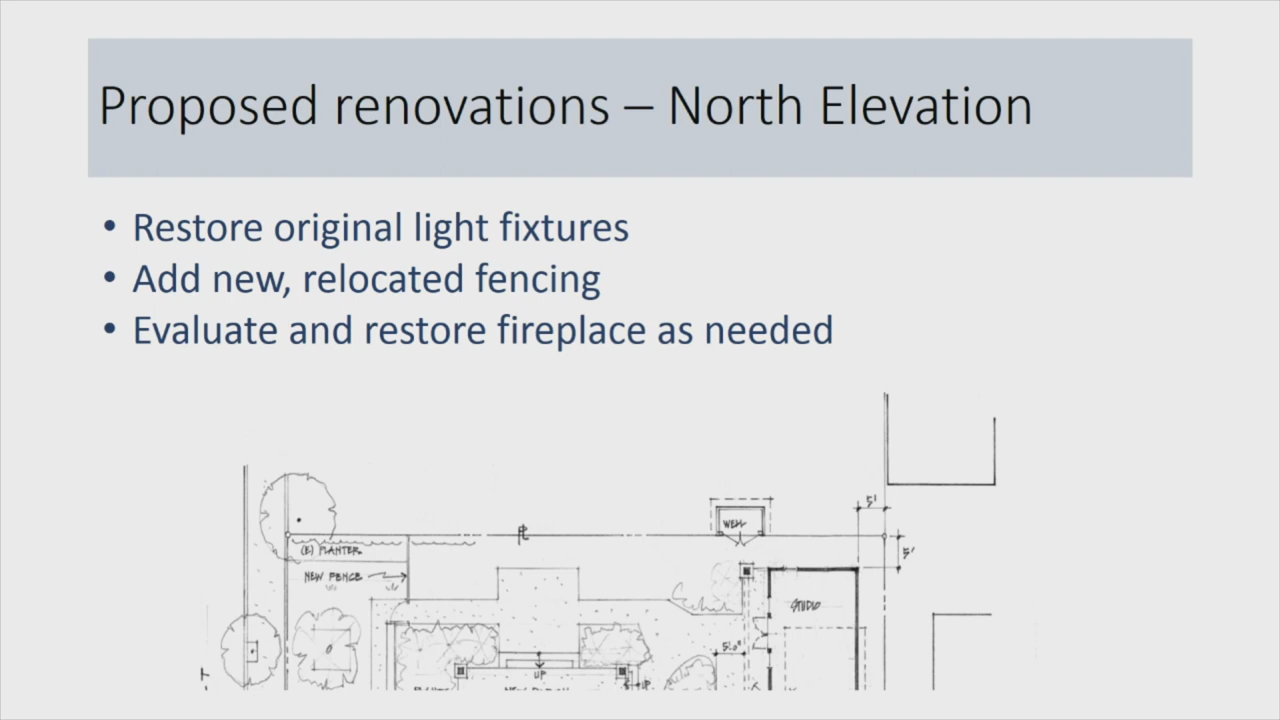 Proposed renovations – North Elevation
• Restore original light fixtures
• Add new, relocated fencing
• Evaluate and restore fireplace as needed
5'
WELL
(E) PLANTER
5'
NEW FENCE
STUDIO
5'-0"
UP